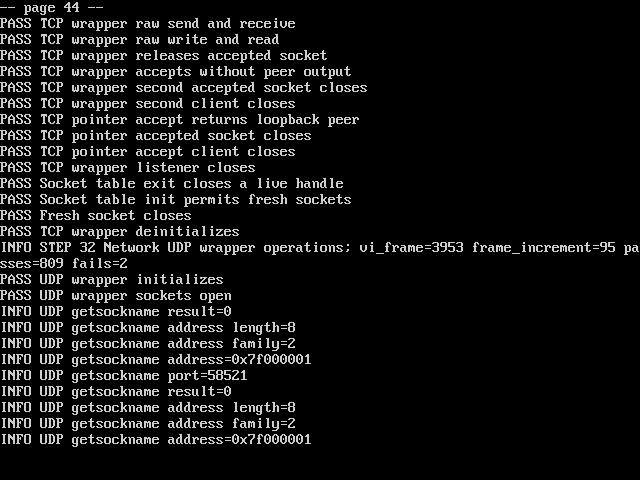 -- page 44 --
PASS TCP wrapper raw send and receive
PASS TCP wrapper raw write and read
PASS TCP wrapper releases accepted socket
PASS TCP wrapper accepts without peer output
PASS TCP wrapper second accepted socket closes
PASS TCP wrapper second client closes
PASS TCP pointer accept returns loopback peer
PASS TCP pointer accepted socket closes
PASS TCP pointer accept client closes
PASS TCP wrapper listener closes
PASS Socket table exit closes a live handle
PASS Socket table init permits fresh sockets
PASS Fresh socket closes
PASS TCP wrapper deinitializes
INFO STEP 32 Network UDP wrapper operations; vi_frame=3953 frame_increment=95 pa
sses=809 fails=2
PASS UDP wrapper initializes
PASS UDP wrapper sockets open
INFO UDP getsockname result=0
INFO UDP getsockname address length=8
INFO UDP getsockname address family=2
INFO UDP getsockname address=0x7f000001
INFO UDP getsockname port=58521
INFO UDP getsockname result=0
INFO UDP getsockname address length=8
INFO UDP getsockname address family=2
INFO UDP getsockname address=0x7f000001